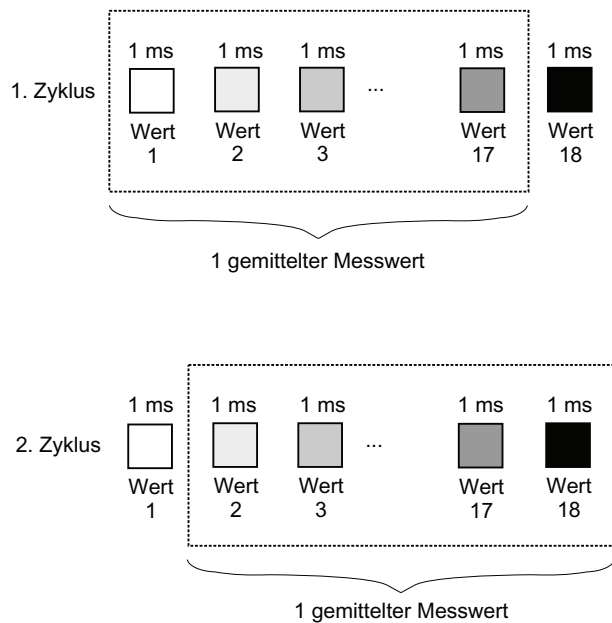 1 ms 1 ms 1 ms 1 ms 1 ms
1. Zyklus ...
Wert Wert Wert Wert Wert
1 2 3 17 18
1 gemittelter Messwert
1 ms 1 ms 1 ms 1 ms 1 ms
2. Zyklus ...
Wert Wert Wert Wert Wert
1 2 3 17 18
1 gemittelter Messwert